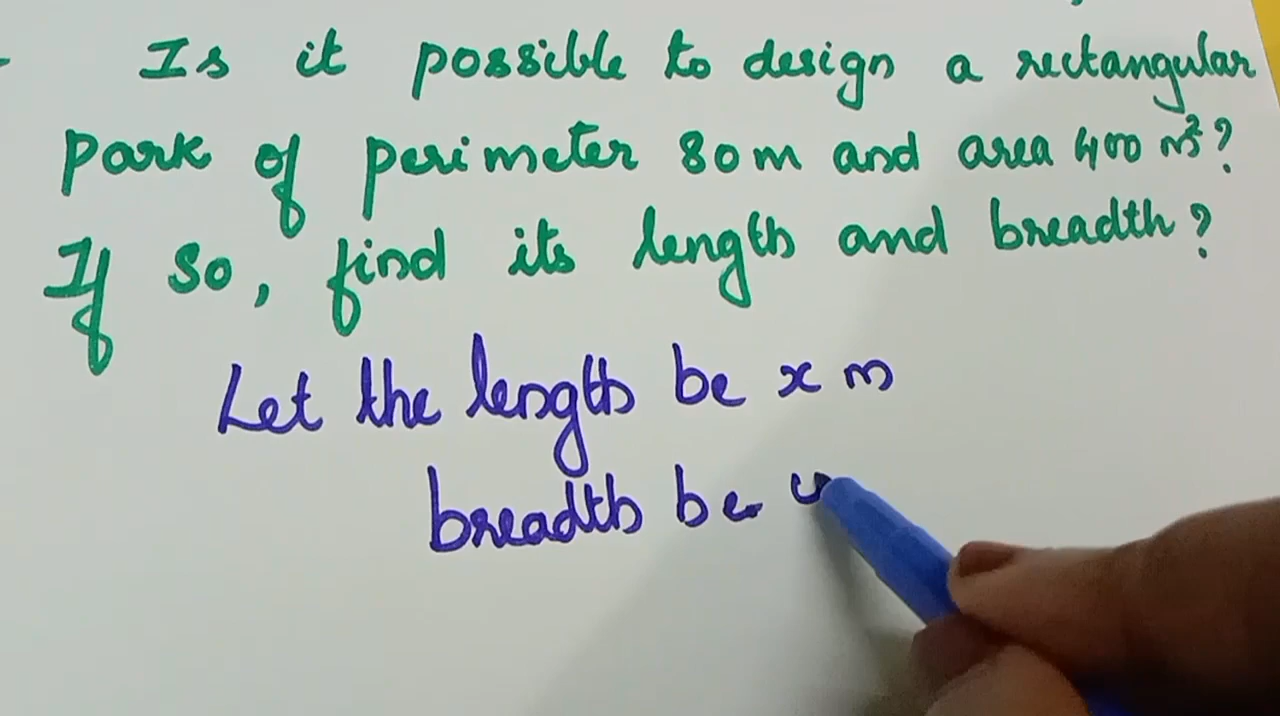 Is it possible to design a rectangular
park of perimeter 80m and area 400 m²?
If so, find its length and breadth?
Let the length be x m
breadth be